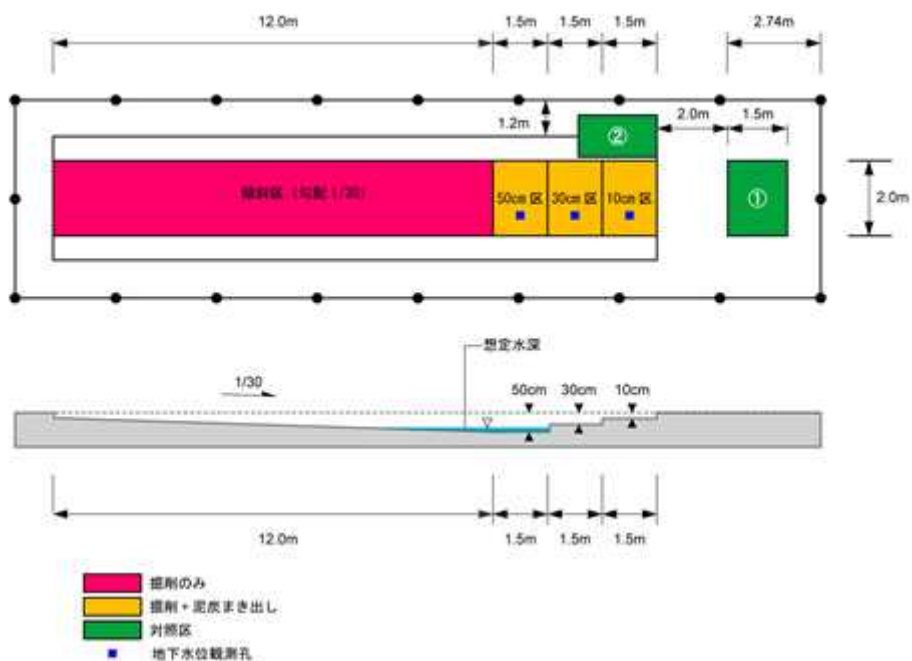 12.0m 1.5m 1.5m 1.5m 2.74m
1.2m
②
2.0m 1.5m
傾斜区(勾配 1/30)
50cm 区 30cm 区 10cm 区
①
2.0m
想定水深
1/30
50cm 30cm 10cm
12.0m 1.5m 1.5m 1.5m
掘削のみ
掘削+泥炭まき出し
対照区
地下水位観測孔